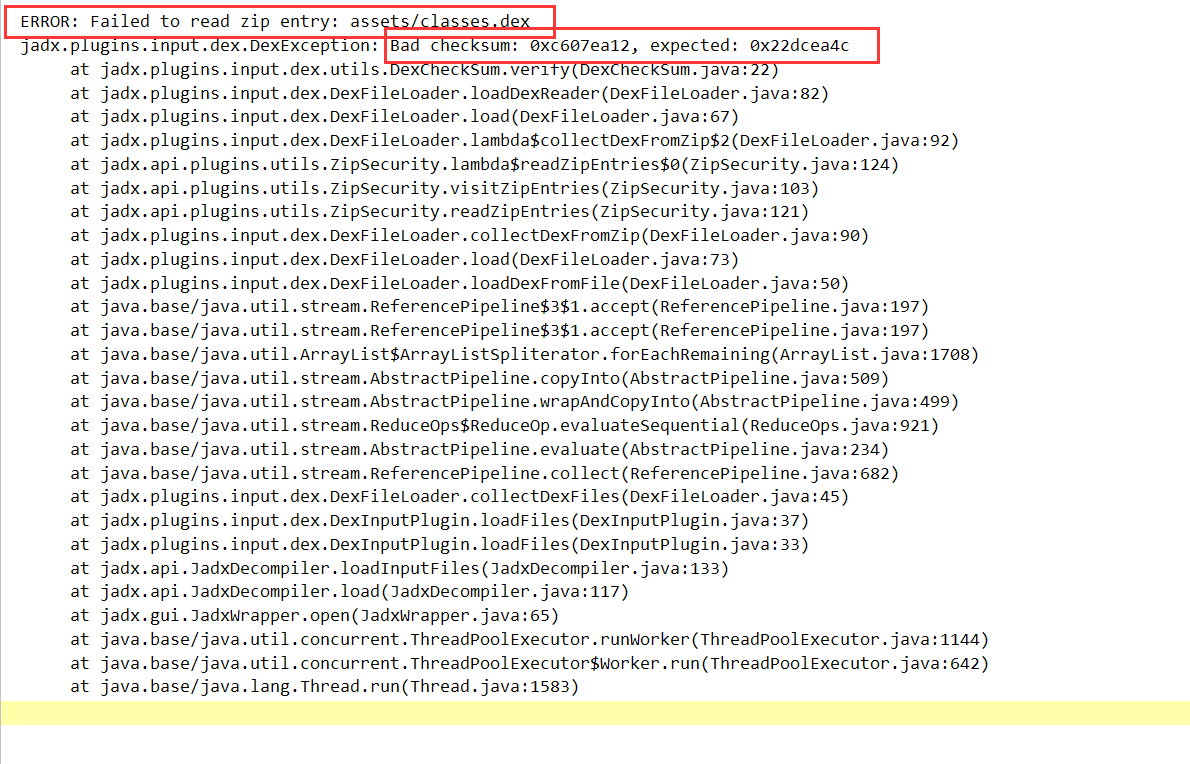 ERROR: Failed to read zip entry: assets/classes.dex
jadx.plugins.input.dex.DexException: Bad checksum: 0xc607ea12, expected: 0x22dcea4c
at jadx.plugins.input.dex.utils.DexCheckSum.verify(DexCheckSum.java:22)
at jadx.plugins.input.dex.DexFileLoader.loadDexReader(DexFileLoader.java:82)
at jadx.plugins.input.dex.DexFileLoader.load(DexFileLoader.java:67)
at jadx.plugins.input.dex.DexFileLoader.lambda$collectDexFromZip$2(DexFileLoader.java:92)
at jadx.api.plugins.utils.ZipSecurity.lambda$readZipEntries$0(ZipSecurity.java:124)
at jadx.api.plugins.utils.ZipSecurity.visitZipEntries(ZipSecurity.java:103)
at jadx.api.plugins.utils.ZipSecurity.readZipEntries(ZipSecurity.java:121)
at jadx.plugins.input.dex.DexFileLoader.collectDexFromZip(DexFileLoader.java:90)
at jadx.plugins.input.dex.DexFileLoader.load(DexFileLoader.java:73)
at jadx.plugins.input.dex.DexFileLoader.loadDexFromFile(DexFileLoader.java:50)
at java.base/java.util.stream.ReferencePipeline$3$1.accept(ReferencePipeline.java:197)
at java.base/java.util.stream.ReferencePipeline$3$1.accept(ReferencePipeline.java:197)
at java.base/java.util.ArrayList$ArrayListSpliterator.forEachRemaining(ArrayList.java:1708)
at java.base/java.util.stream.AbstractPipeline.copyInto(AbstractPipeline.java:509)
at java.base/java.util.stream.AbstractPipeline.wrapAndCopyInto(AbstractPipeline.java:499)
at java.base/java.util.stream.ReduceOps$ReduceOp.evaluateSequential(ReduceOps.java:921)
at java.base/java.util.stream.AbstractPipeline.evaluate(AbstractPipeline.java:234)
at java.base/java.util.stream.ReferencePipeline.collect(ReferencePipeline.java:682)
at jadx.plugins.input.dex.DexFileLoader.collectDexFiles(DexFileLoader.java:45)
at jadx.plugins.input.dex.DexInputPlugin.loadFiles(DexInputPlugin.java:37)
at jadx.plugins.input.dex.DexInputPlugin.loadFiles(DexInputPlugin.java:33)
at jadx.api.JadxDecompiler.loadInputFiles(JadxDecompiler.java:133)
at jadx.api.JadxDecompiler.load(JadxDecompiler.java:117)
at jadx.gui.JadxWrapper.open(JadxWrapper.java:65)
at java.base/java.util.concurrent.ThreadPoolExecutor.runWorker(ThreadPoolExecutor.java:1144)
at java.base/java.util.concurrent.ThreadPoolExecutor$Worker.run(ThreadPoolExecutor.java:642)
at java.base/java.lang.Thread.run(Thread.java:1583)